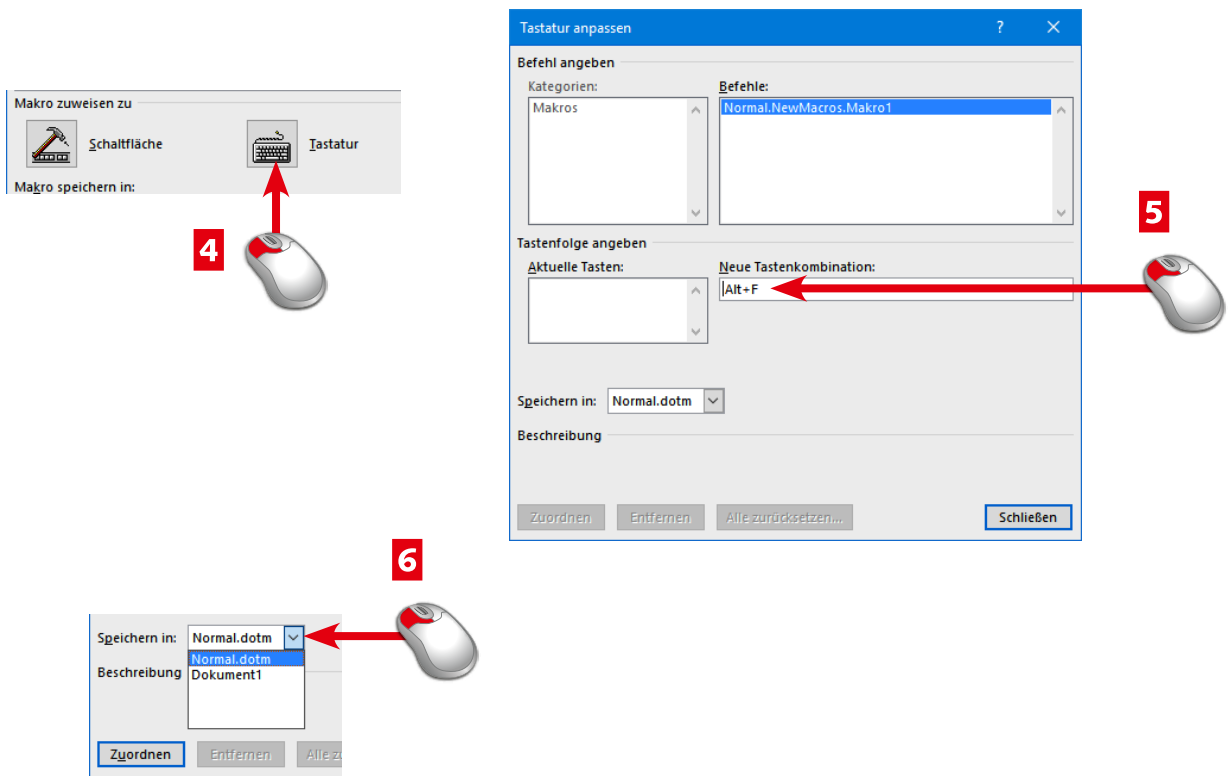 Makro zuweisen zu
Schaltfläche
Tastatur
Makro speichern in:
4
Tastatur anpassen ?
Befehl angeben
Kategorien: Befehle:
Makros Normal.NewMacros.Makro1
Tastenfolge angeben
Aktuelle Tasten: Neue Tastenkombination:
Alt+F
Speichern in: Normal.dotm
Beschreibung
Zuordnen Entfernen Alle zurücksetzen... Schließen
5
6
Speichern in: Normal.dotm
Normal.dotm
Beschreibung Dokument1
Zuordnen Entfernen Alle